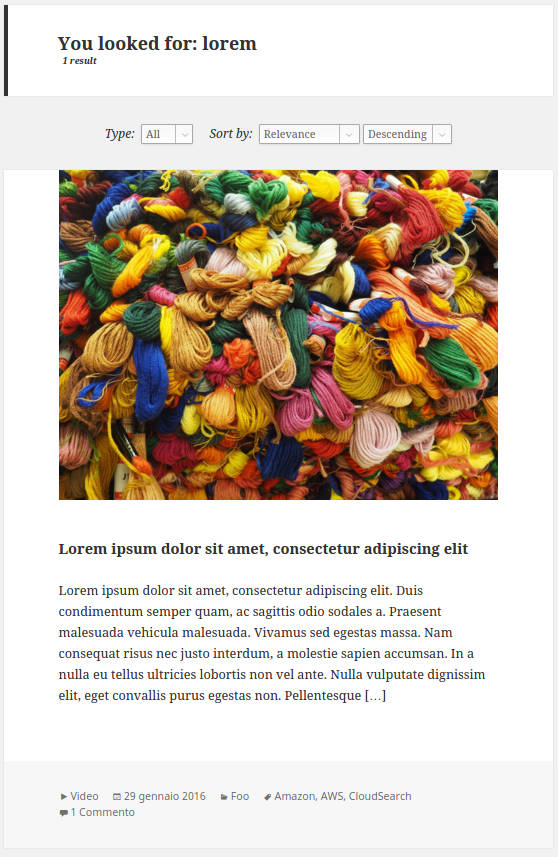 You looked for: lorem
1 result
Type: All Sort by: Relevance Descending
Lorem ipsum dolor sit amet, consectetur adipiscing elit
Lorem ipsum dolor sit amet, consectetur adipiscing elit. Duis
condimentum semper quam, ac sagittis odio sodales a. Praesent
malesuada vehicula malesuada. Vivamus sed egestas massa. Nam
consequat risus nec justo interdum, a molestie sapien accumsan. In a
nulla eu tellus ultricies lobortis non vel ante. Nulla vulputate dignissim
elit, eget convallis purus egestas non. Pellentesque […]
Video 29 gennaio 2016 Foo Amazon, AWS, CloudSearch
1 Commento